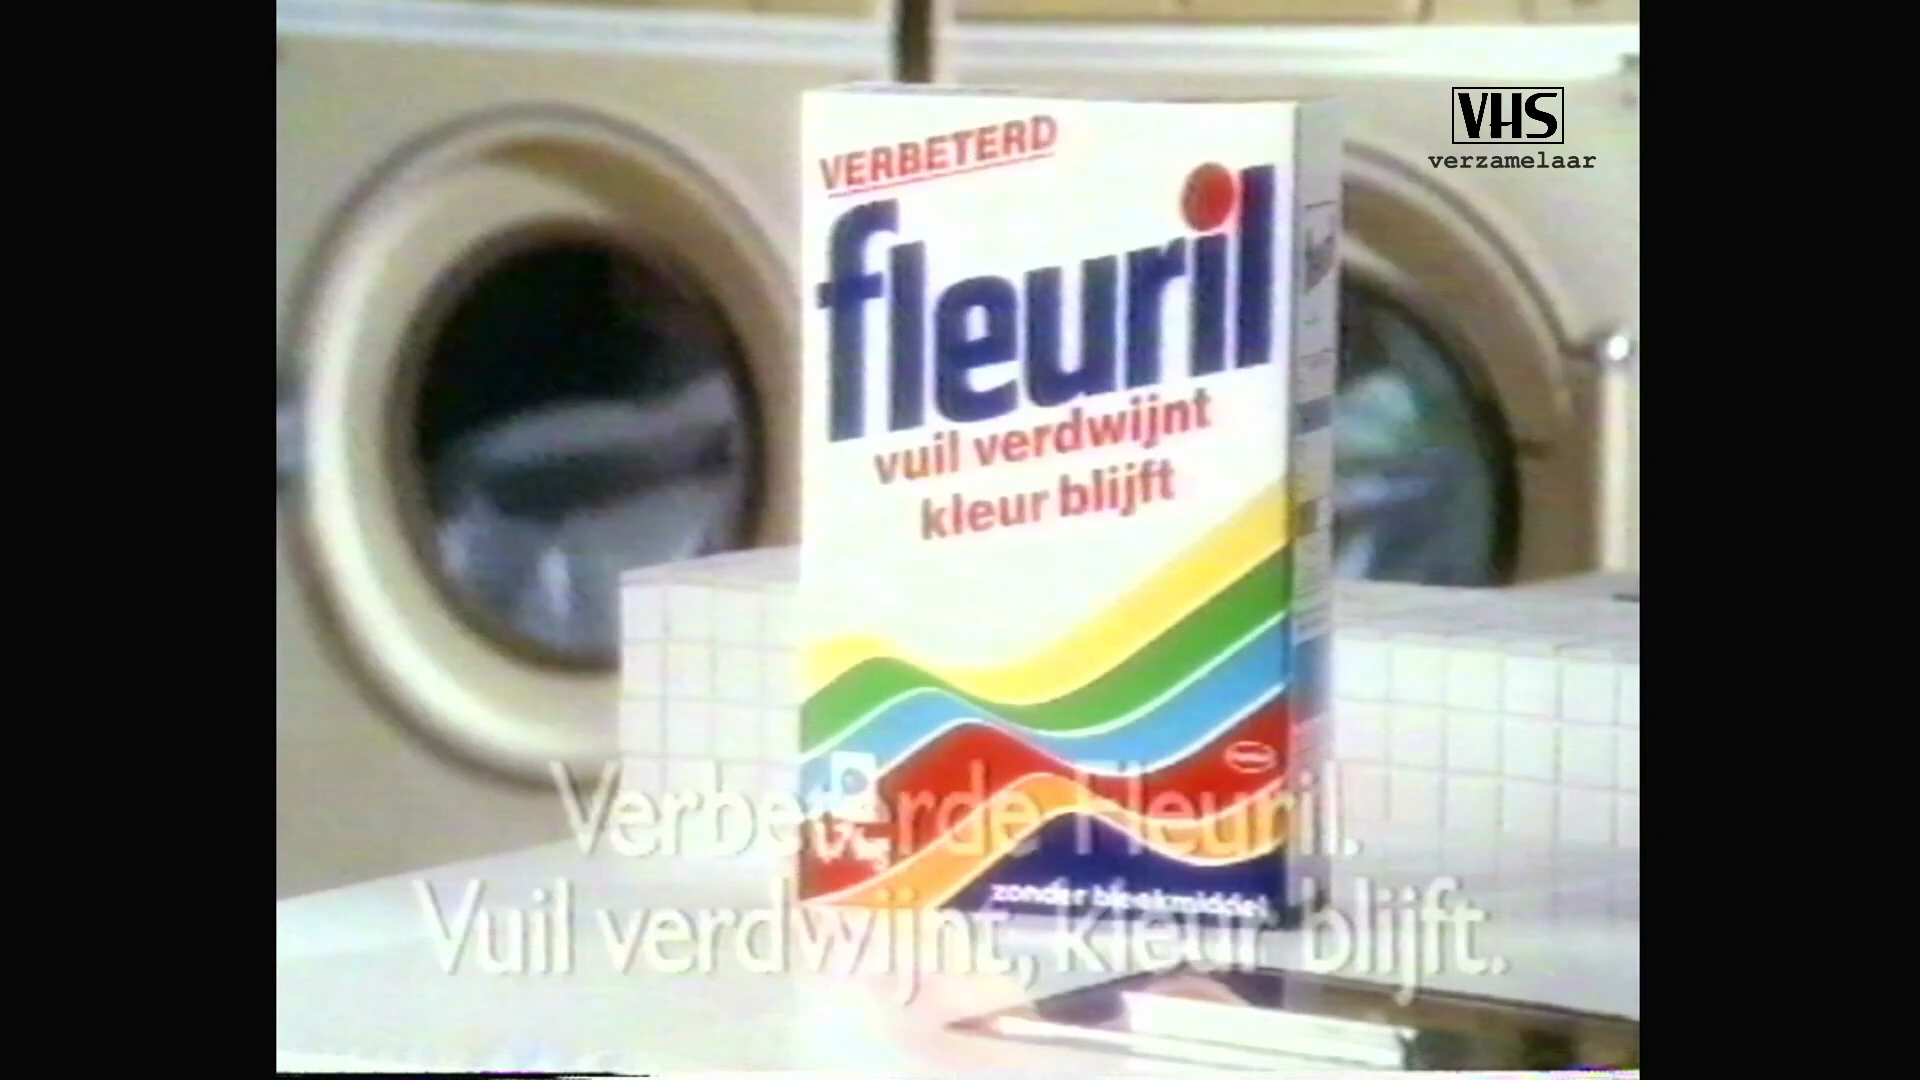 VHS
verzamelaar
VERBETERD
fleuril
vuil verdwijnt
kleur blijft
zonder bleekmiddel
Verbeterde Fleuril.
Vuil verdwijnt, kleur blijft.